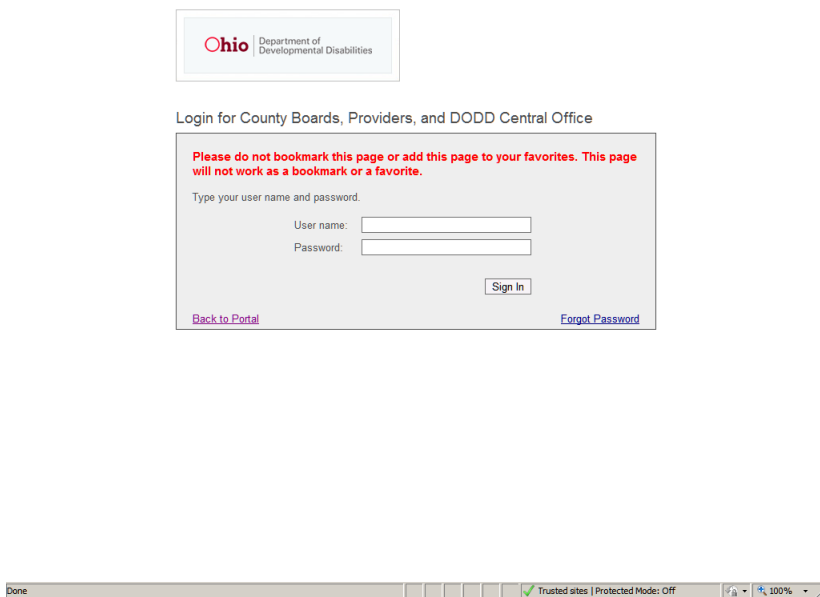 Ohio
Department of
Developmental Disabilities
Login for County Boards, Providers, and DODD Central Office
Please do not bookmark this page or add this page to your favorites. This page
will not work as a bookmark or a favorite.
Type your user name and password.
User name:
Password:
Sign In
Back to Portal Forgot Password
Done Trusted sites | Protected Mode: Off 100%